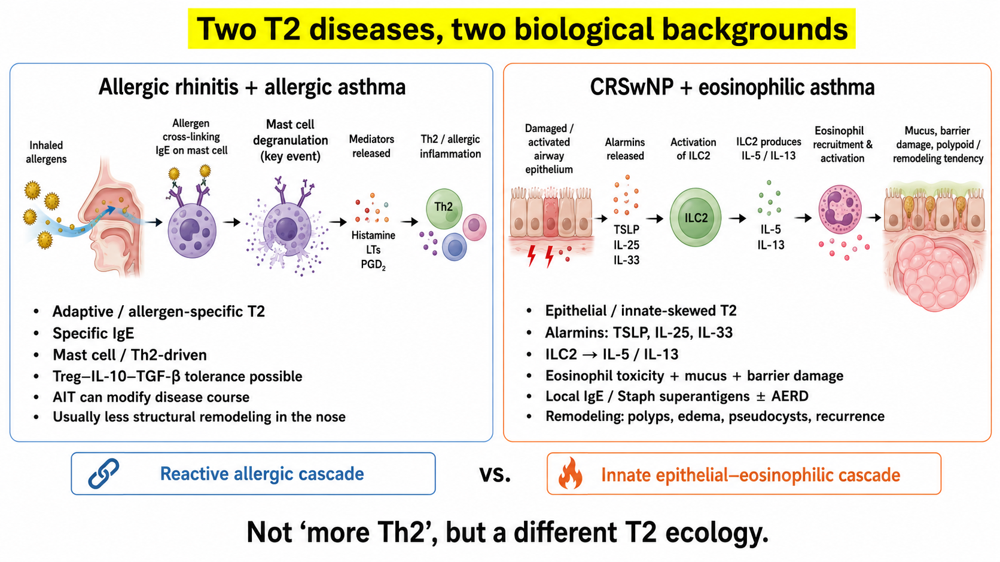 Two T2 diseases, two biological backgrounds
Allergic rhinitis + allergic asthma
Inhaled
allergens
Allergen
cross-linking
IgE on mast cell
Mast cell
degranulation
(key event)
Mediators
released
Th2 / allergic
inflammation
Histamine
LTs
PGD₂
Th2
• Adaptive / allergen-specific T2
• Specific IgE
• Mast cell / Th2-driven
• Treg–IL-10–TGF-β tolerance possible
• AIT can modify disease course
• Usually less structural remodeling in the nose
CRSwNP + eosinophilic asthma
Damaged /
activated
airway
epithelium
Alarmins
released
Activation
of ILC2
ILC2 produces
IL-5 / IL-13
Eosinophil
recruitment &
activation
Mucus, barrier
damage, polypoid /
remodeling tendency
TSLP
IL-25
IL-33
ILC2
IL-5
IL-13
• Epithelial / innate-skewed T2
• Alarmins: TSLP, IL-25, IL-33
• ILC2 → IL-5 / IL-13
• Eosinophil toxicity + mucus + barrier damage
• Local IgE / Staph superantigens ± AERD
• Remodeling: polyps, edema, pseudocysts, recurrence
Reactive allergic cascade
vs.
Innate epithelial–eosinophilic cascade
Not ‘more Th2’, but a different T2 ecology.